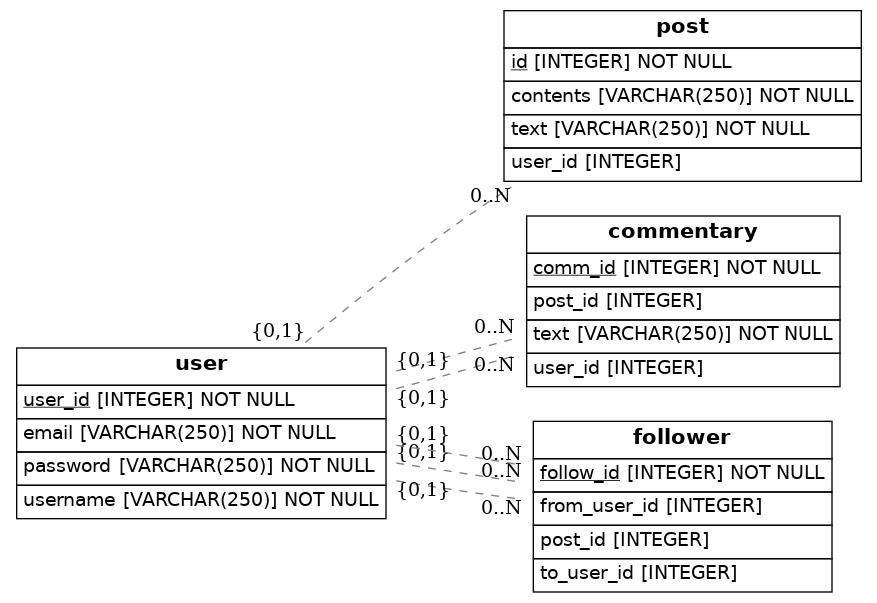 post
id [INTEGER] NOT NULL
contents [VARCHAR(250)] NOT NULL
text [VARCHAR(250)] NOT NULL
user_id [INTEGER]
0..N
commentary
comm_id [INTEGER] NOT NULL
post_id [INTEGER]
text [VARCHAR(250)] NOT NULL
user_id [INTEGER]
0..N
0..N
{0,1}
user
user_id [INTEGER] NOT NULL
email [VARCHAR(250)] NOT NULL
password [VARCHAR(250)] NOT NULL
username [VARCHAR(250)] NOT NULL
{0,1}
{0,1}
{0,1}
{0,1}
{0,1}
0..N
0..N
0..N
follower
follow_id [INTEGER] NOT NULL
from_user_id [INTEGER]
post_id [INTEGER]
to_user_id [INTEGER]